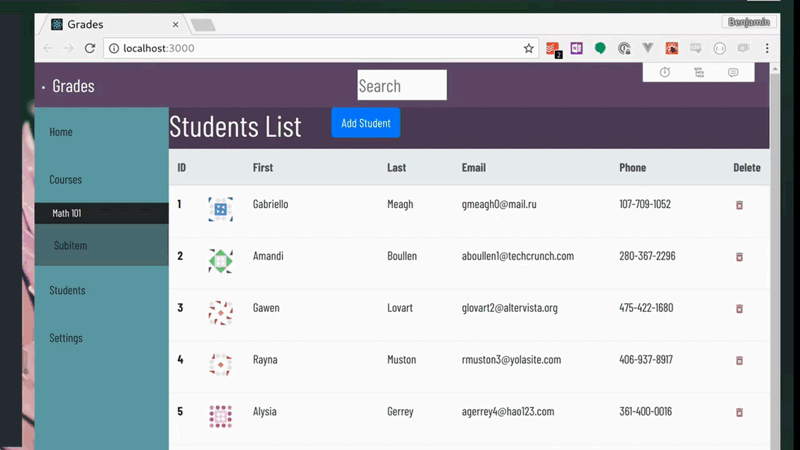 Grades
Benjamin
localhost:3000
2
Grades
Search
Students List
Add Student
Home
Courses
Math 101
Subitem
Students
Settings
ID First Last Email Phone Delete
1 Gabriello Meagh gmeagh0@mail.ru 107-709-1052
2 Amandi Boullen aboullen1@techcrunch.com 280-367-2296
3 Gawen Lovart glovart2@altervista.org 475-422-1680
4 Rayna Muston rmuston3@yolasite.com 406-937-8917
5 Alysia Gerrey agerrey4@hao123.com 361-400-0016